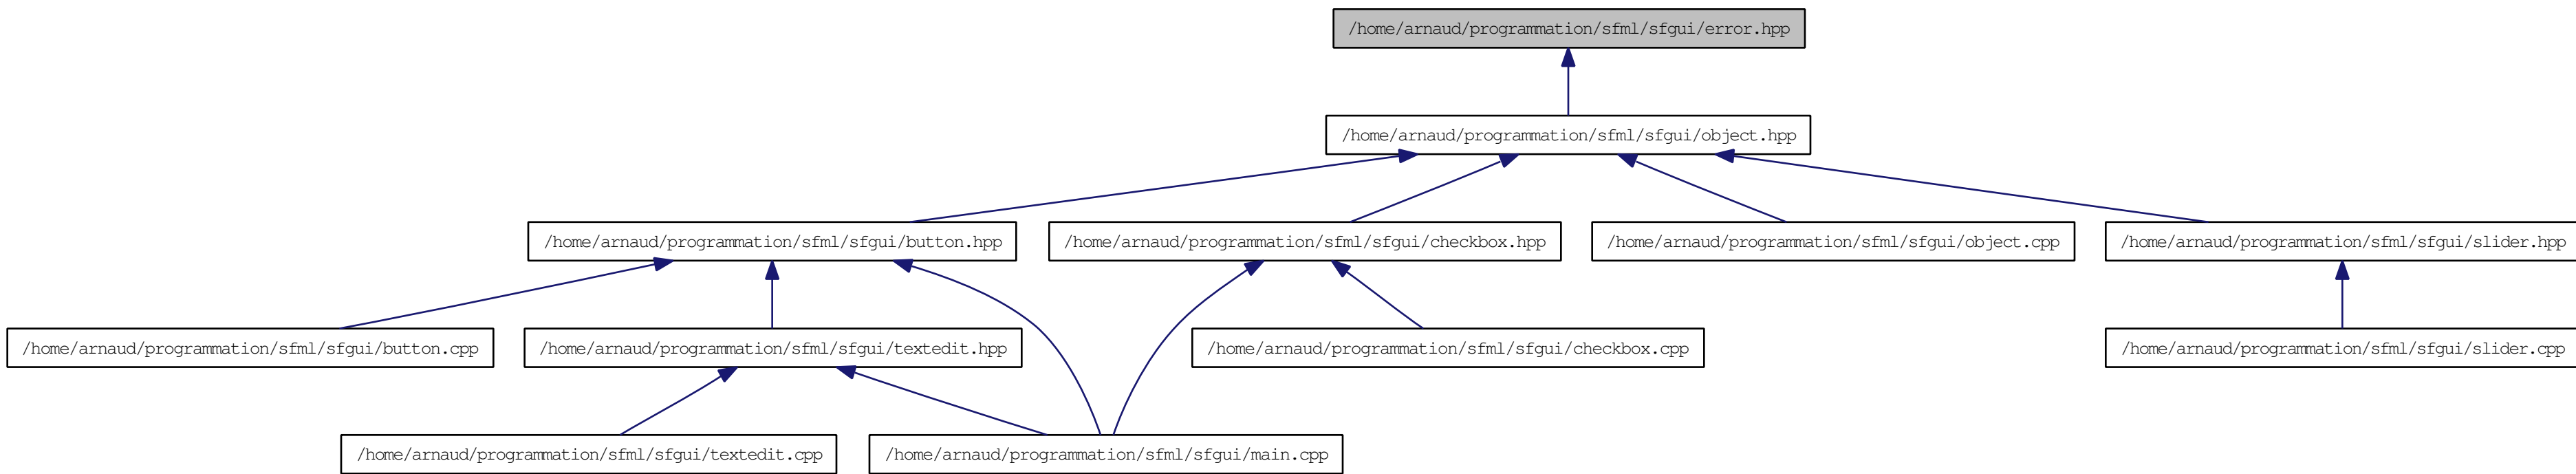 /home/arnaud/programmation/sfml/sfgui/error.hpp
/home/arnaud/programmation/sfml/sfgui/object.hpp
/home/arnaud/programmation/sfml/sfgui/button.hpp
/home/arnaud/programmation/sfml/sfgui/checkbox.hpp
/home/arnaud/programmation/sfml/sfgui/object.cpp
/home/arnaud/programmation/sfml/sfgui/slider.hpp
/home/arnaud/programmation/sfml/sfgui/button.cpp
/home/arnaud/programmation/sfml/sfgui/textedit.hpp
/home/arnaud/programmation/sfml/sfgui/checkbox.cpp
/home/arnaud/programmation/sfml/sfgui/slider.cpp
/home/arnaud/programmation/sfml/sfgui/textedit.cpp
/home/arnaud/programmation/sfml/sfgui/main.cpp